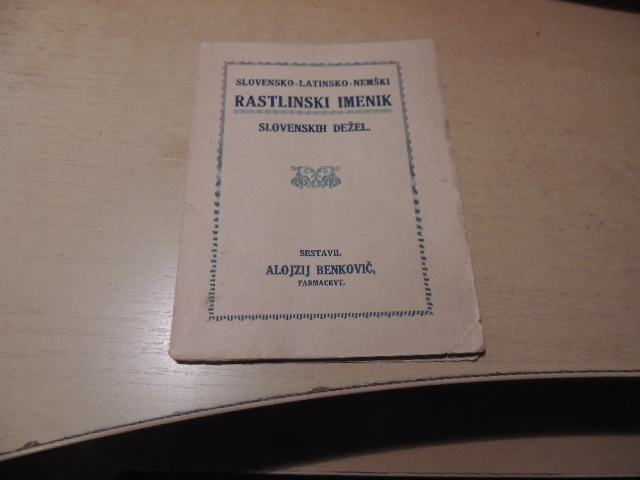 SLOVENSKO-LATINSKO-NEMŠKI
RASTLINSKI IMENIK
SLOVENSKIH DEŽEL.
SESTAVIL
ALOJZIJ BENKOVIČ,
FARMACEVT.